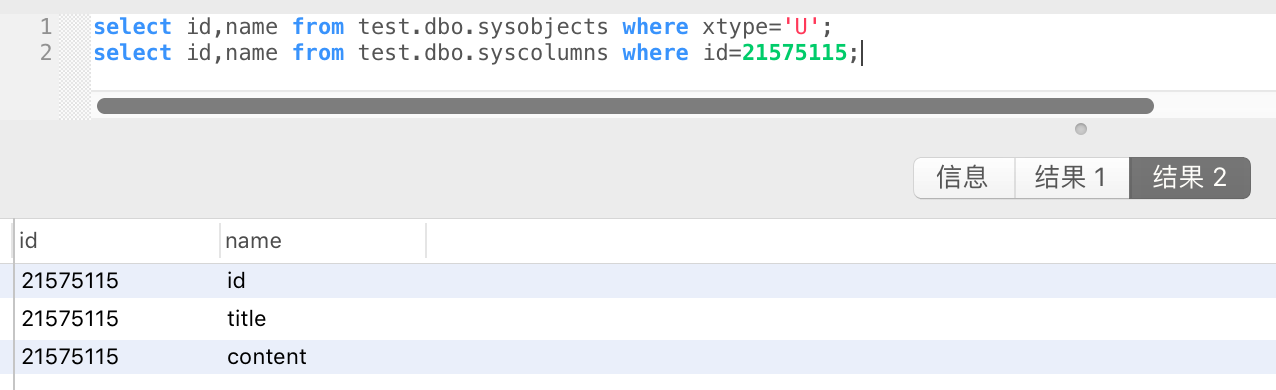 1 select id,name from test.dbo.sysobjects where xtype='U';
2 select id,name from test.dbo.syscolumns where id=21575115;
信息 结果 1 结果 2
id name
21575115 id
21575115 title
21575115 content